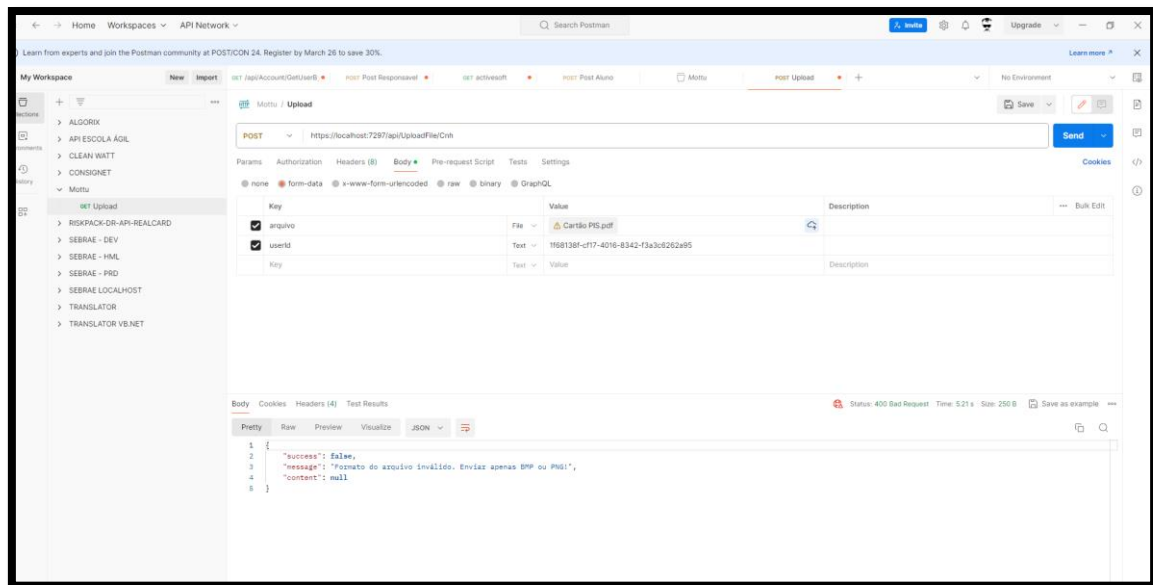 Home Workspaces API Network Search Postman Invite Upgrade
Learn from experts and join the Postman community at POST/CON 24. Register by March 26 to save 30%. Learn more
My Workspace New Import GET /api/Account/GetUserB POST Post Responsavel GET activesoft POST Post Aluno Mottu POST Upload No Environment
Mottu / Upload Save
ALGORIX
API ESCOLA ÁGIL
CLEAN WATT
CONSIGNET
Mottu
GET Upload
RISKPACK-DR-API-REALCARD
SEBRAE - DEV
SEBRAE - HML
SEBRAE - PRD
SEBRAE LOCALHOST
TRANSLATOR
TRANSLATOR VB.NET
POST https://localhost:7297/api/UploadFile/Cnh Send
Params Authorization Headers (8) Body Pre-request Script Tests Settings Cookies
none form-data x-www-form-urlencoded raw binary GraphQL
Key Value Description Bulk Edit
arquivo File Cartão PIS.pdf
userId Text 1f68138f-cf17-4016-8342-f3a3c6262a95
Key Text Value Description
Body Cookies Headers (4) Test Results Status: 400 Bad Request Time: 5.21 s Size: 250 B Save as example
Pretty Raw Preview Visualize JSON
1 {
2 "success": false,
3 "message": "Formato do arquivo inválido. Enviar apenas BMP ou PNG!",
4 "content": null
5 }